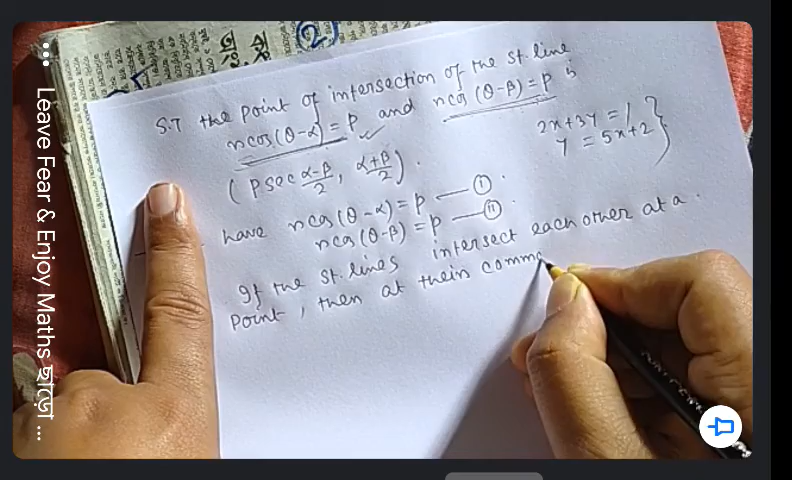 S.T the point of intersection of the st. line
rcos(θ-α) = P and rcos(θ-β) = P is
(P sec α-β/2, α+β/2).
2x+3y = 1
y = 5x+2 }
have rcos(θ-α) = P — (I)
rcos(θ-β) = P — (II)
If the st. lines intersect each other at a
point, then at their commo
Leave Fear & Enjoy Maths ছাড়ো ...